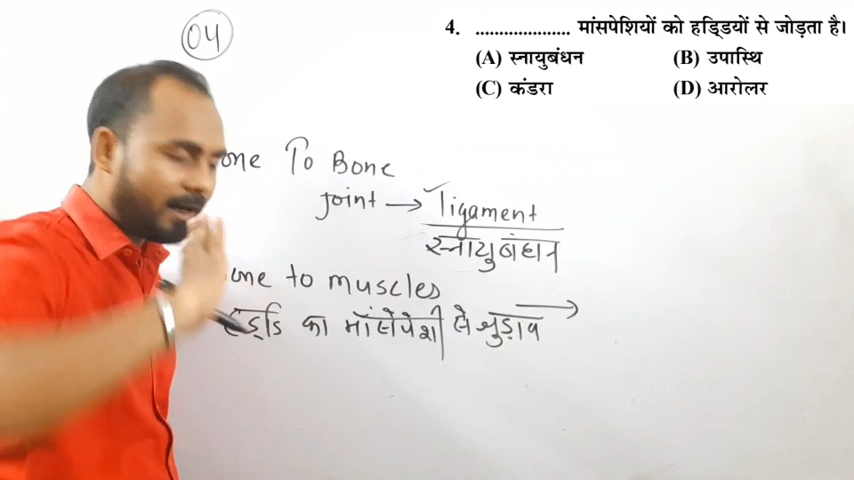 04
4. ..................... मांसपेशियों को हड्डियों से जोड़ता है।
(A) स्नायुबंधन (B) उपास्थि
(C) कंडरा (D) आरोलर
one To Bone
Joint → Ligament
स्नायुबंधन
one to muscles
का मांसपेशी से जुड़ाव →